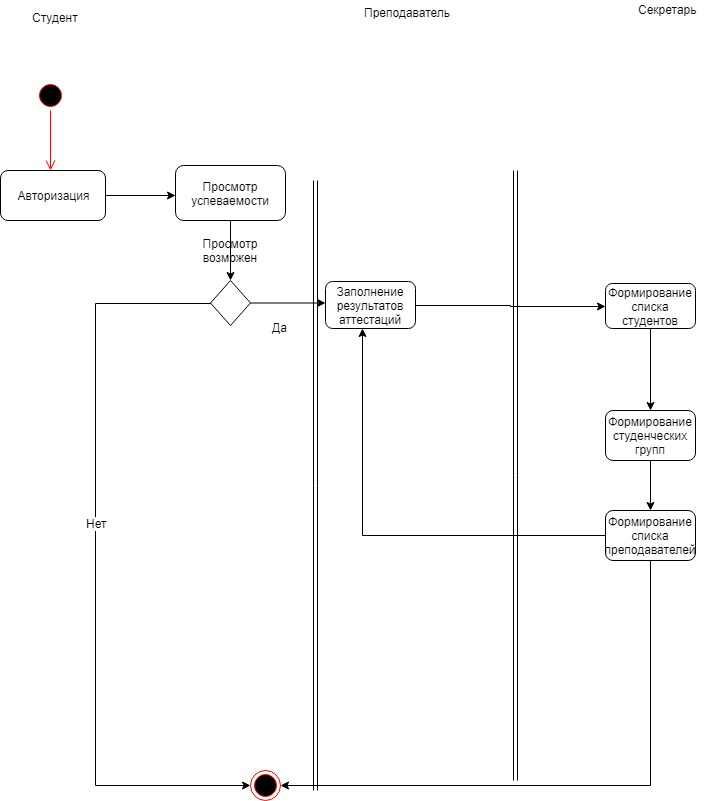 Студент
Преподаватель
Секретарь
Авторизация
Просмотр
успеваемости
Просмотр
возможен
Да
Заполнение
результатов
аттестаций
Формирование
списка
студентов
Формирование
студенческих
групп
Нет
Формирование
списка
преподавателей